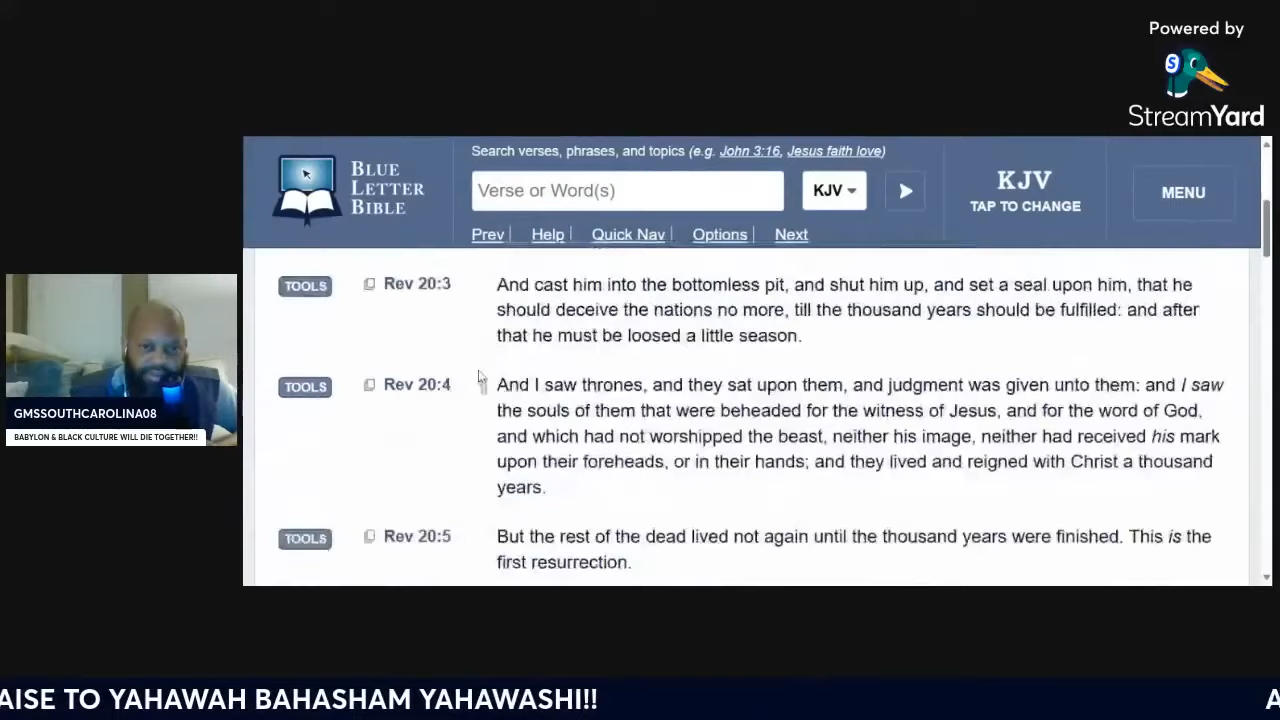 Powered by
StreamYard
BLUE
LETTER
BIBLE
Search verses, phrases, and topics (e.g. John 3:16, Jesus faith love)
Verse or Word(s)
KJV
KJV
TAP TO CHANGE
MENU
Prev | Help | Quick Nav | Options | Next
TOOLS Rev 20:3 And cast him into the bottomless pit, and shut him up, and set a seal upon him, that he
should deceive the nations no more, till the thousand years should be fulfilled: and after
that he must be loosed a little season.
TOOLS Rev 20:4 ¶ And I saw thrones, and they sat upon them, and judgment was given unto them: and I saw
the souls of them that were beheaded for the witness of Jesus, and for the word of God,
and which had not worshipped the beast, neither his image, neither had received his mark
upon their foreheads, or in their hands; and they lived and reigned with Christ a thousand
years.
TOOLS Rev 20:5 But the rest of the dead lived not again until the thousand years were finished. This is the
first resurrection.
GMSSOUTHCAROLINA08
BABYLON & BLACK CULTURE WILL DIE TOGETHER!!
AISE TO YAHAWAH BAHASHAM YAHAWASHI!! A